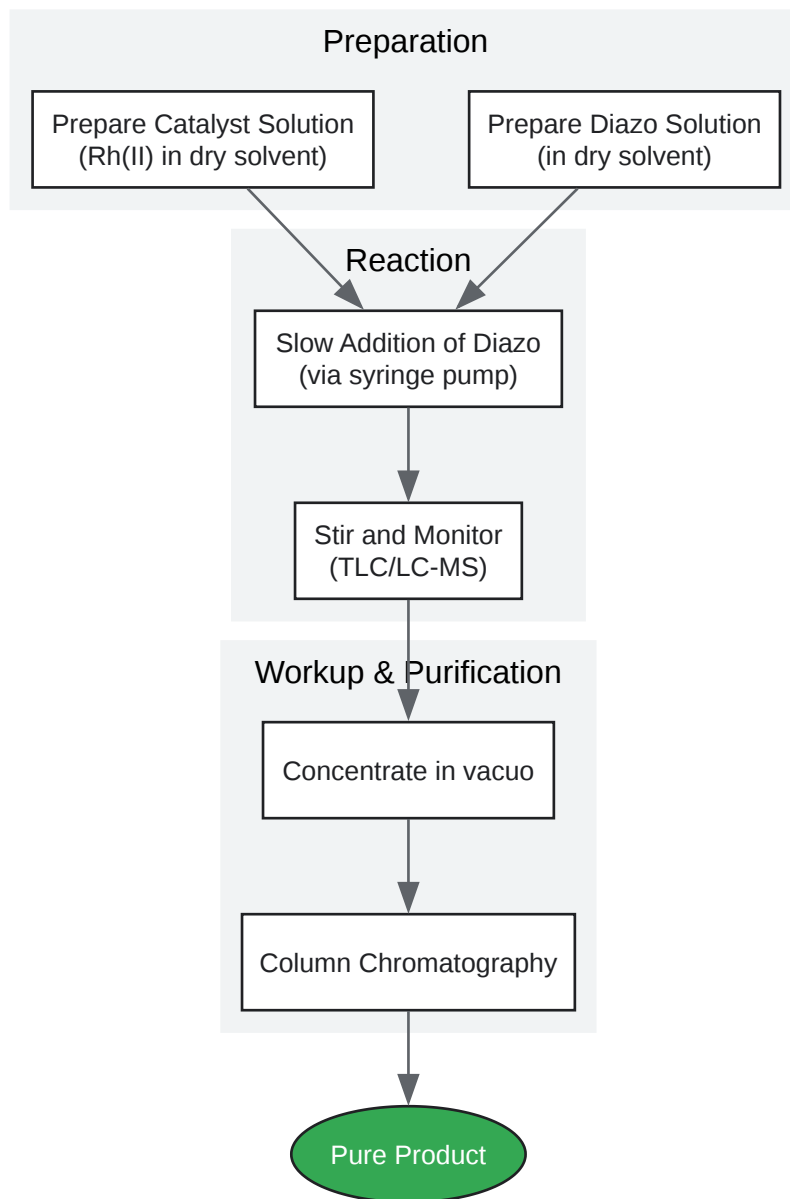 Preparation
Prepare Catalyst Solution
(Rh(II) in dry solvent)
Prepare Diazo Solution
(in dry solvent)
Reaction
Slow Addition of Diazo
(via syringe pump)
Stir and Monitor
(TLC/LC-MS)
Workup & Purification
Concentrate in vacuo
Column Chromatography
Pure Product